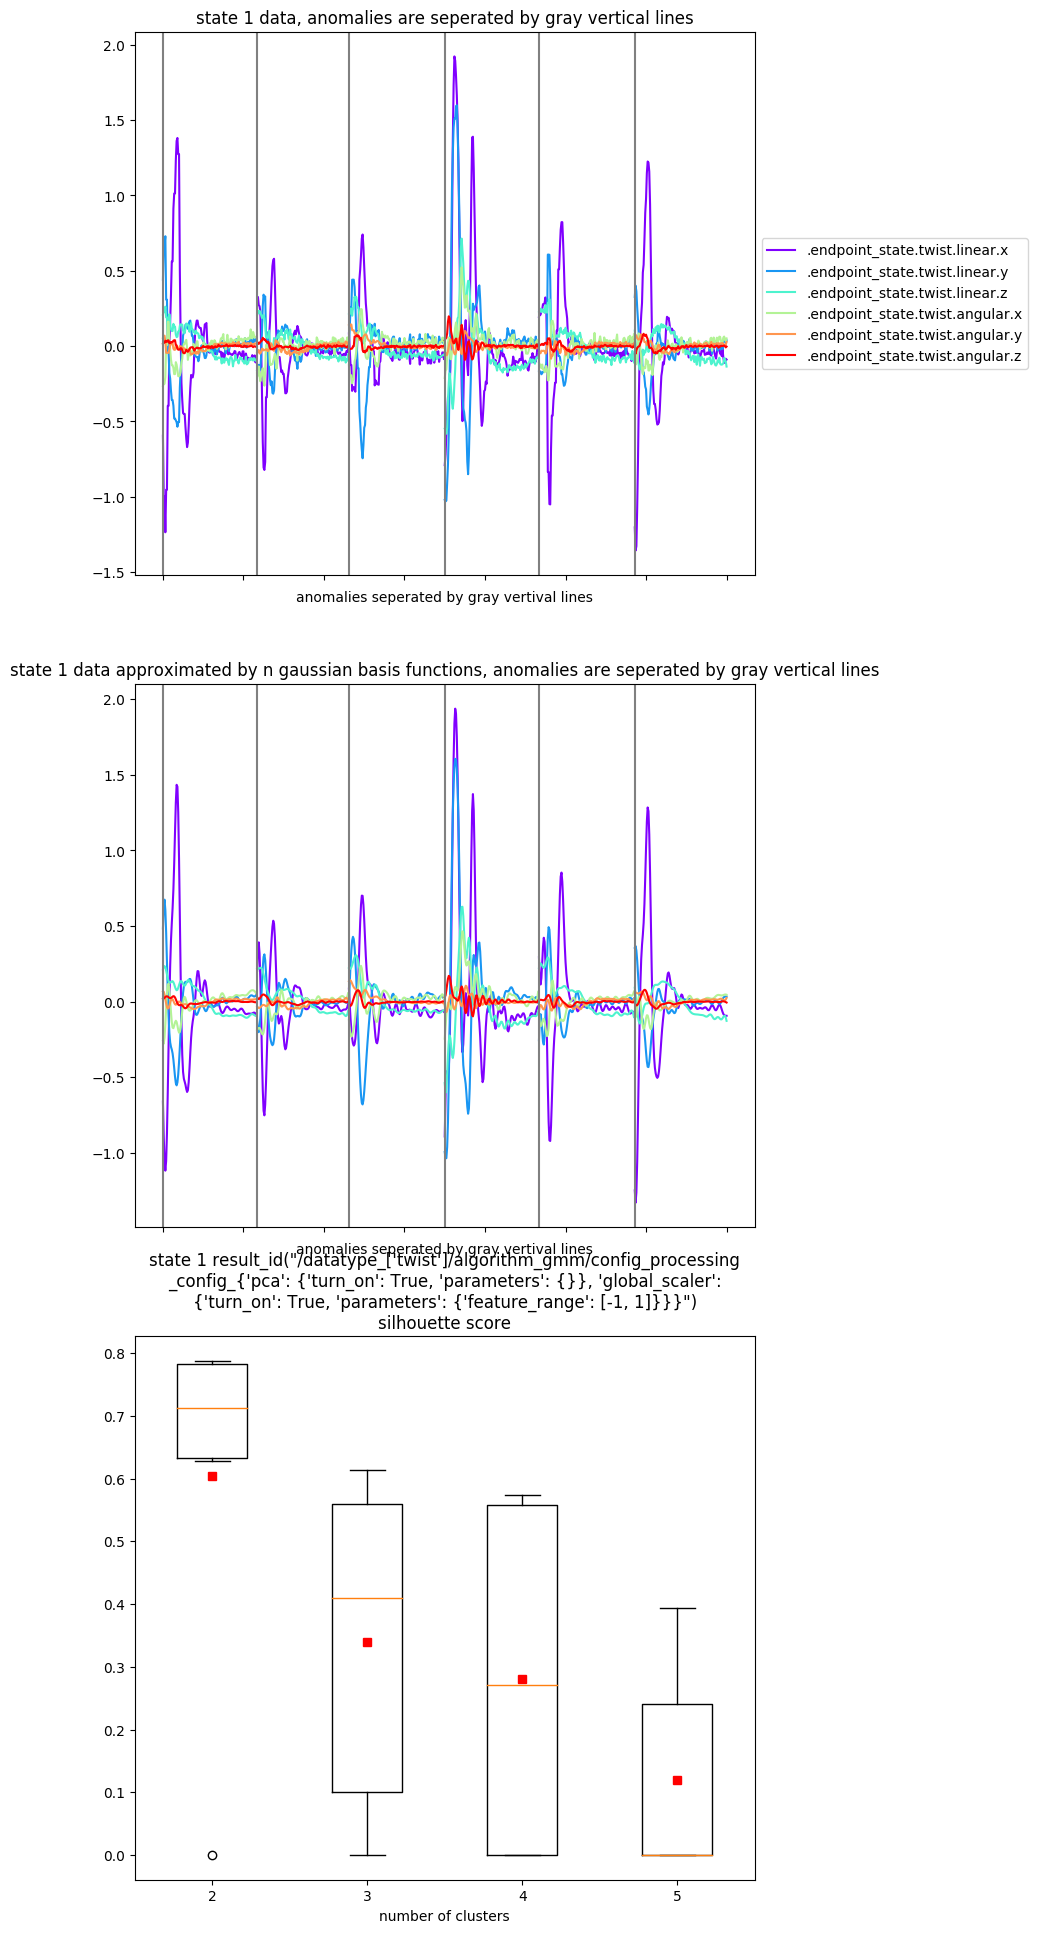 state 1 data, anomalies are seperated by gray vertical lines
2.0
1.5
1.0
0.5
0.0
−0.5
−1.0
−1.5
.endpoint_state.twist.linear.x
.endpoint_state.twist.linear.y
.endpoint_state.twist.linear.z
.endpoint_state.twist.angular.x
.endpoint_state.twist.angular.y
.endpoint_state.twist.angular.z
anomalies seperated by gray vertival lines
state 1 data approximated by n gaussian basis functions, anomalies are seperated by gray vertical lines
2.0
1.5
1.0
0.5
0.0
−0.5
−1.0
anomalies seperated by gray vertival lines
state 1 result_id("/datatype_['twist']/algorithm_gmm/config_processing
_config_{'pca': {'turn_on': True, 'parameters': {}}, 'global_scaler':
{'turn_on': True, 'parameters': {'feature_range': [-1, 1]}}}")
silhouette score
0.8
0.7
0.6
0.5
0.4
0.3
0.2
0.1
0.0
2 3 4 5
number of clusters